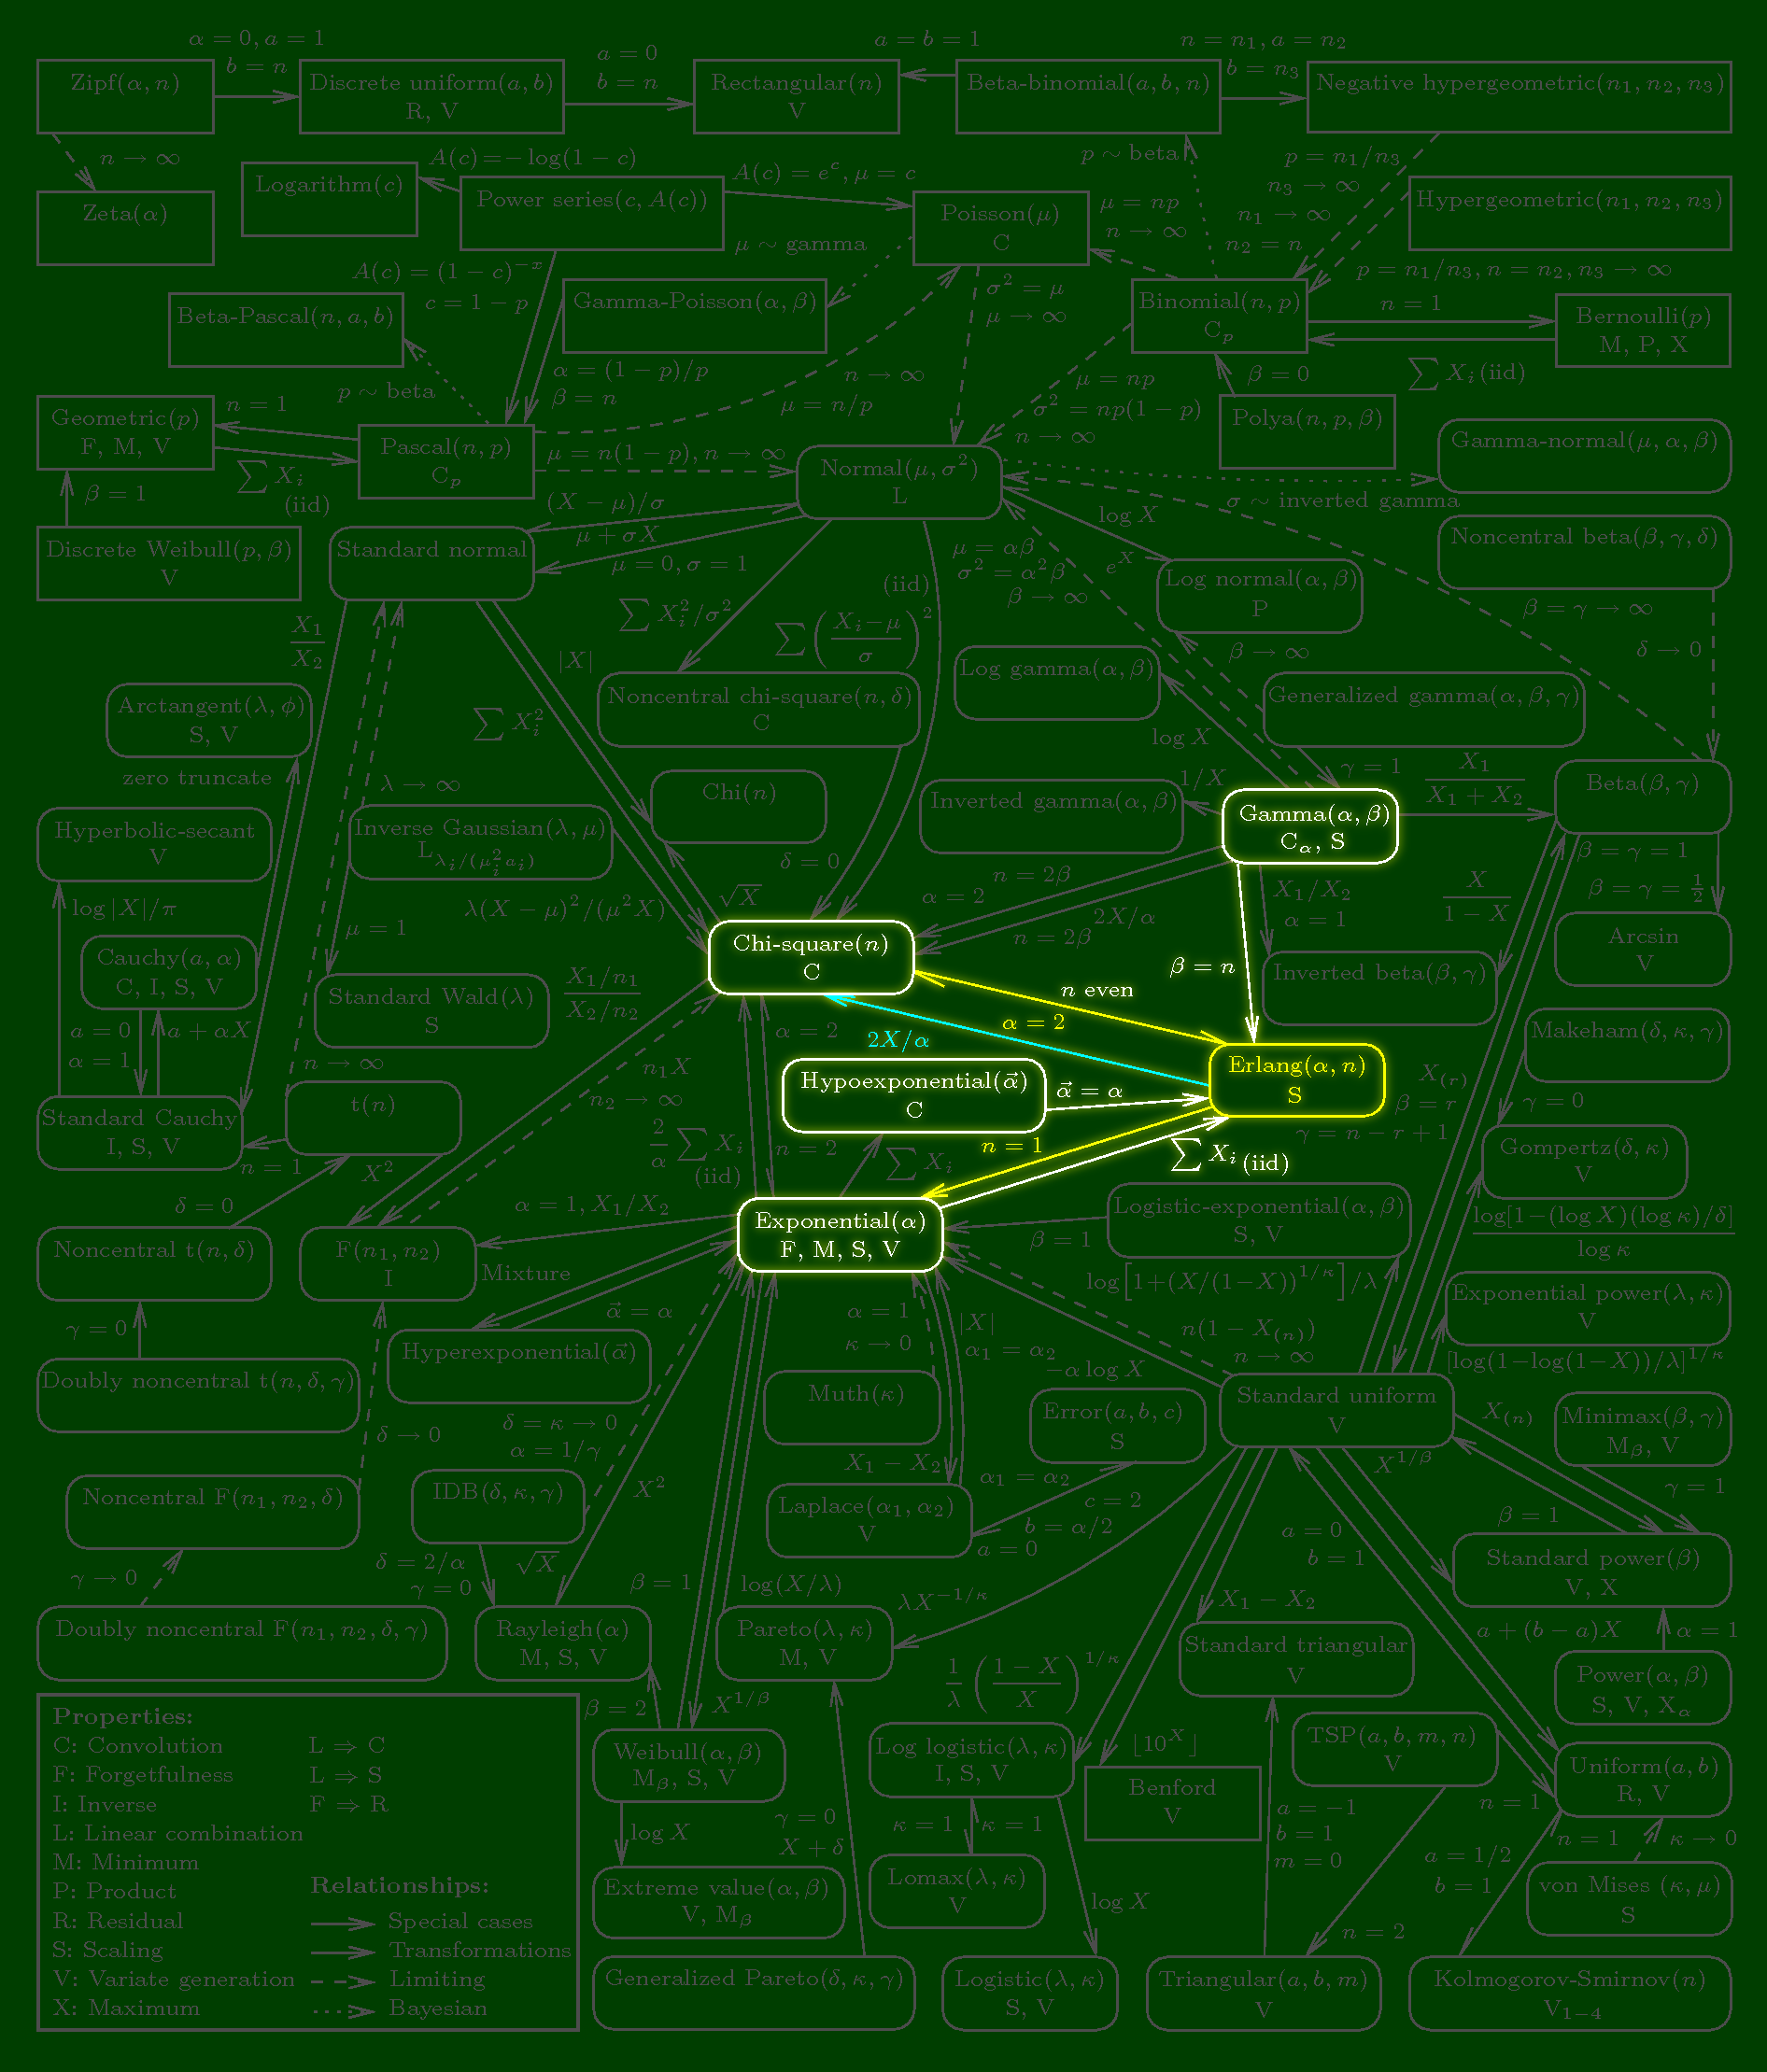 α = 0, a = 1
b = n
a = 0
b = n
a = b = 1
n = n₁, a = n₂
b = n₃
Zipf(α, n)
Discrete uniform(a, b)
R, V
Rectangular(n)
V
Beta-binomial(a, b, n)
Negative hypergeometric(n₁, n₂, n₃)
n → ∞
A(c) = − log(1 − c)
A(c) = eᶜ, μ = c
p ∼ beta
p = n₁/n₃
n₃ → ∞
n₁ → ∞
n₂ = n
Zeta(α)
Logarithm(c)
Power series(c, A(c))
Poisson(μ)
C
μ = np
n → ∞
Hypergeometric(n₁, n₂, n₃)
μ ∼ gamma
A(c) = (1 − c)⁻ˣ
c = 1 − p
σ² = μ
μ → ∞
p = n₁/n₃, n = n₂, n₃ → ∞
Beta-Pascal(n, a, b)
Gamma-Poisson(α, β)
Binomial(n, p)
Cₚ
n = 1
Bernoulli(p)
M, P, X
∑ Xᵢ (iid)
p ∼ beta
α = (1 − p)/p
β = n
n → ∞
μ = n/p
μ = np
σ² = np(1 − p)
n → ∞
β = 0
Polya(n, p, β)
Geometric(p)
F, M, V
n = 1
∑ Xᵢ
(iid)
Pascal(n, p)
Cₚ
μ = n(1 − p), n → ∞
Normal(μ, σ²)
L
Gamma-normal(μ, α, β)
σ ∼ inverted gamma
β = 1
Discrete Weibull(p, β)
V
Standard normal
(X − μ)/σ
μ + σX
μ = 0, σ = 1
log X
eˣ
Noncentral beta(β, γ, δ)
μ = αβ
σ² = α²β
β → ∞
Log normal(α, β)
P
(iid)
∑ Xᵢ²/σ²
∑ ((Xᵢ−μ)/σ)²
X₁
X₂
|X|
β → ∞
β = γ → ∞
δ → 0
Arctangent(λ, φ)
S, V
∑ Xᵢ²
Noncentral chi-square(n, δ)
C
Log gamma(α, β)
Generalized gamma(α, β, γ)
log X
zero truncate
λ → ∞
Chi(n)
1/X
γ = 1
X₁
X₁ + X₂
Beta(β, γ)
Hyperbolic-secant
V
Inverse Gaussian(λ, μ)
L λᵢ/(μᵢ²aᵢ)
δ = 0
Inverted gamma(α, β)
Gamma(α, β)
C_α, S
β = γ = 1
β = γ = ½
log |X|/π
λ(X − μ)²/(μ²X)
√X
α = 2
n = 2β
2X/α
n = 2β
X₁/X₂
α = 1
X
1 − X
Arcsin
V
μ = 1
Cauchy(a, α)
C, I, S, V
Standard Wald(λ)
S
X₁/n₁
X₂/n₂
Chi-square(n)
C
β = n
Inverted beta(β, γ)
n even
α = 2
2X/α
a = 0
α = 1
a + αX
α = 2
Makeham(δ, κ, γ)
n → ∞
n₁X
n₂ → ∞
Hypoexponential(α⃗)
C
α⃗ = α
Erlang(α, n)
S
X₍ᵣ₎
β = r
γ = n − r + 1
γ = 0
Standard Cauchy
I, S, V
t(n)
n = 1
X²
2/α ∑ Xᵢ
(iid)
n = 2
∑ Xᵢ
n = 1
∑ Xᵢ (iid)
Gompertz(δ, κ)
V
δ = 0
α = 1, X₁/X₂
Exponential(α)
F, M, S, V
Logistic-exponential(α, β)
S, V
β = 1
log[1−(log X)(log κ)/δ]
log κ
Noncentral t(n, δ)
F(n₁, n₂)
I
Mixture
α⃗ = α
log[1+(X/(1−X))^{1/κ}]/λ
Exponential power(λ, κ)
V
γ = 0
α = 1
κ → 0
|X|
α₁ = α₂
n(1 − X₍ₙ₎)
n → ∞
[log(1−log(1−X))/λ]^{1/κ}
Doubly noncentral t(n, δ, γ)
Hyperexponential(α⃗)
−α log X
Muth(κ)
Error(a, b, c)
S
Standard uniform
V
X₍ₙ₎
Minimax(β, γ)
M_β, V
δ → 0
δ = κ → 0
α = 1/γ
X²
X₁ − X₂
α₁ = α₂
X^{1/β}
γ = 1
Noncentral F(n₁, n₂, δ)
IDB(δ, κ, γ)
Laplace(α₁, α₂)
V
c = 2
b = α/2
a = 0
a = 0
b = 1
β = 1
γ → 0
δ = 2/α
γ = 0
√X
β = 1
log(X/λ)
λX^{−1/κ}
X₁ − X₂
Standard power(β)
V, X
Doubly noncentral F(n₁, n₂, δ, γ)
Rayleigh(α)
M, S, V
Pareto(λ, κ)
M, V
Standard triangular
V
a + (b − a)X
α = 1
1/λ ((1 − X)/X)^{1/κ}
Power(α, β)
S, V, X_α
β = 2
X^{1/β}
Properties:
C: Convolution
L ⇒ C
F: Forgetfulness
L ⇒ S
I: Inverse
F ⇒ R
L: Linear combination
M: Minimum
P: Product
R: Residual
S: Scaling
V: Variate generation
X: Maximum
Relationships:
Special cases
Transformations
Limiting
Bayesian
Weibull(α, β)
M_β, S, V
Log logistic(λ, κ)
I, S, V
⌊10ˣ⌋
Benford
V
TSP(a, b, m, n)
V
Uniform(a, b)
R, V
log X
γ = 0
X + δ
κ = 1
κ = 1
a = −1
b = 1
m = 0
n = 1
n = 1
κ → 0
a = 1/2
b = 1
Extreme value(α, β)
V, M_β
Lomax(λ, κ)
V
log X
n = 2
von Mises (κ, μ)
S
Generalized Pareto(δ, κ, γ)
Logistic(λ, κ)
S, V
Triangular(a, b, m)
V
Kolmogorov-Smirnov(n)
V₁₋₄